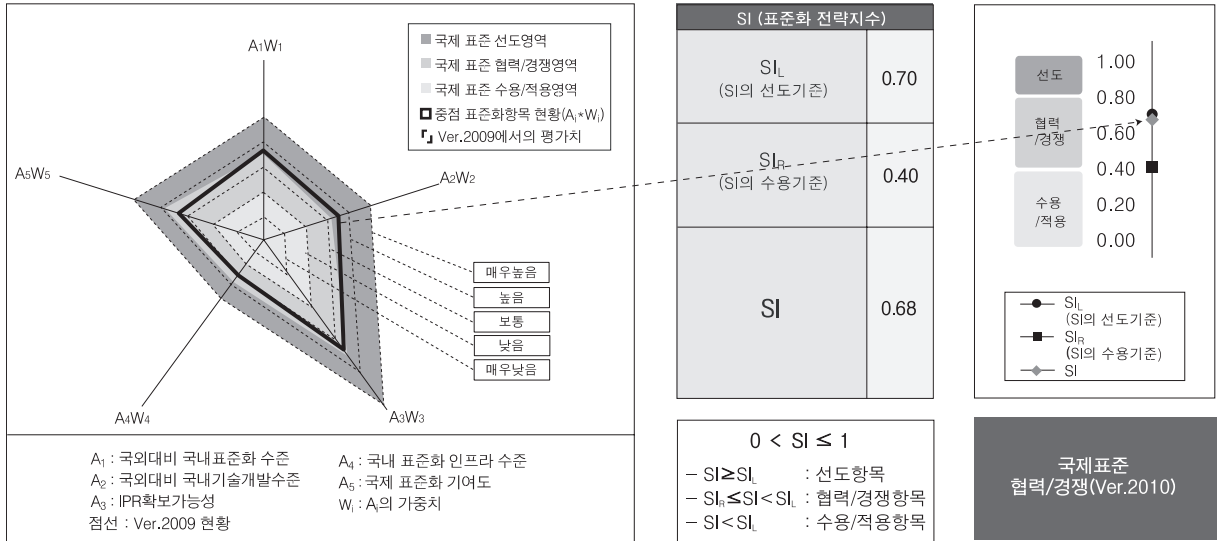 A₁W₁
A₂W₂
A₃W₃
A₄W₄
A₅W₅
국제 표준 선도영역
국제 표준 협력/경쟁영역
국제 표준 수용/적용영역
중점 표준화항목 현황(Aᵢ*Wᵢ)
Ver.2009에서의 평가치
매우높음
높음
보통
낮음
매우낮음
A₁ : 국외대비 국내표준화 수준
A₂ : 국외대비 국내기술개발수준
A₃ : IPR확보가능성
점선 : Ver.2009 현황
A₄ : 국내 표준화 인프라 수준
A₅ : 국제 표준화 기여도
Wᵢ : Aᵢ의 가중치
SI (표준화 전략지수)
SI_L
(SI의 선도기준)
0.70
SI_R
(SI의 수용기준)
0.40
SI
0.68
0 < SI ≤ 1
– SI≥SI_L : 선도항목
– SI_R≤SI<SI_L : 협력/경쟁항목
– SI<SI_L : 수용/적용항목
선도
협력
/경쟁
수용
/적용
1.00
0.80
0.60
0.40
0.20
0.00
SI_L
(SI의 선도기준)
SI_R
(SI의 수용기준)
SI
국제표준
협력/경쟁(Ver.2010)